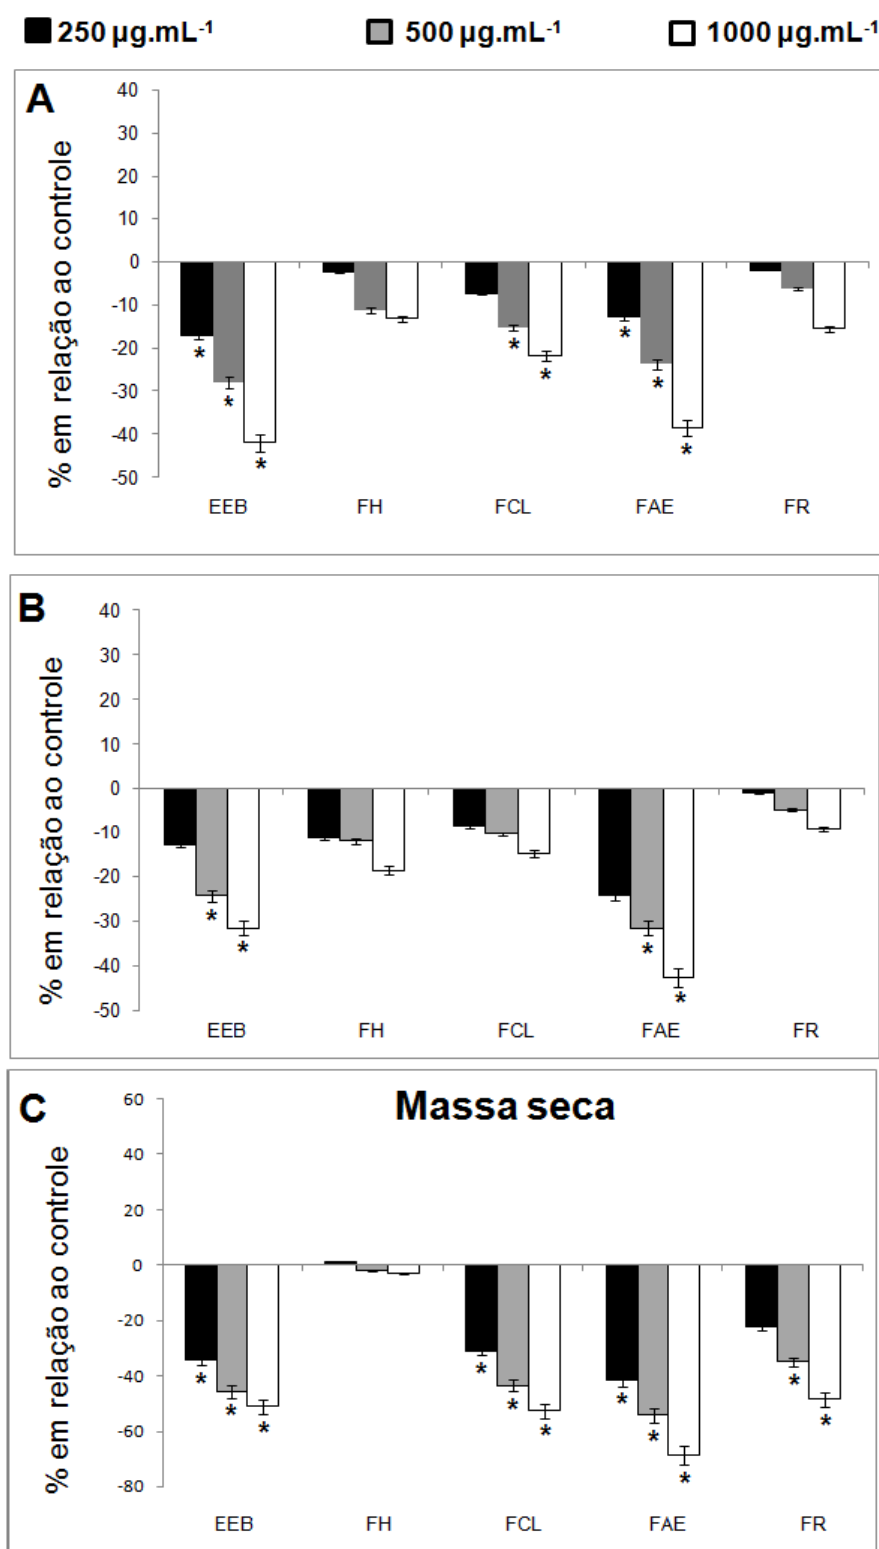 250 µg.mL-1 500 µg.mL-1 1000 µg.mL-1
A
% em relação ao controle
40
30
20
10
0
-10
-20
-30
-40
-50
* * * * * * * *
EEB FH FCL FAE FR
B
% em relação ao controle
40
30
20
10
0
-10
-20
-30
-40
-50
* * * *
EEB FH FCL FAE FR
C
Massa seca
% em relação ao controle
60
40
20
0
-20
-40
-60
-80
* * * * * * * * * * *
EEB FH FCL FAE FR